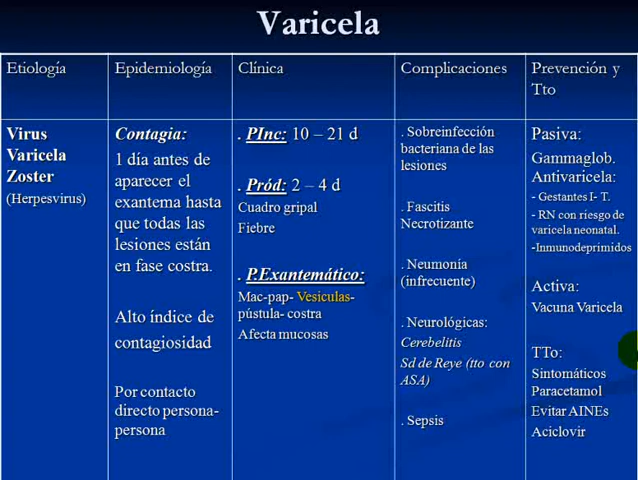 Varicela
Etiología
Epidemiología
Clínica
Complicaciones
Prevención y
Tto
Virus
Varicela
Zoster
(Herpesvirus)
Contagia:
1 día antes de
aparecer el
exantema hasta
que todas las
lesiones están
en fase costra.
Alto índice de
contagiosidad
Por contacto
directo persona-
persona
. PInc: 10 – 21 d
. Pród: 2 – 4 d
Cuadro gripal
Fiebre
. P.Exantemático:
Mac-pap- Vesiculas-
pústula- costra
Afecta mucosas
. Sobreinfección
bacteriana de las
lesiones
. Fascitis
Necrotizante
. Neumonía
(infrecuente)
. Neurológicas:
Cerebelitis
Sd de Reye (tto con
ASA)
. Sepsis
Pasiva:
Gammaglob.
Antivaricela:
- Gestantes I- T.
- RN con riesgo de
varicela neonatal.
-Inmunodeprimidos
Activa:
Vacuna Varicela
TTo:
Sintomáticos
Paracetamol
Evitar AINEs
Aciclovir